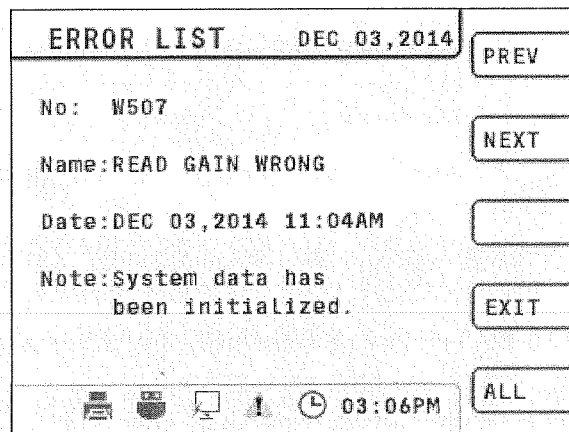 ERROR LIST DEC 03,2014
PREV
No: W507
NEXT
Name:READ GAIN WRONG
Date:DEC 03,2014 11:04AM
Note:System data has
been initialized.
EXIT
03:06PM
ALL